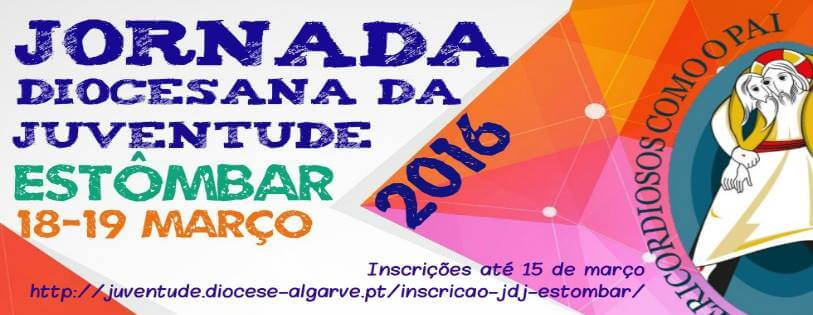 JORNADA
DIOCESANA DA
JUVENTUDE
2016
ESTÔMBAR
18-19 MARÇO
Inscrições até 15 de março
http://juventude.diocese-algarve.pt/inscricao-jdj-estombar/
ERICORDIOSOS COMO O PAI